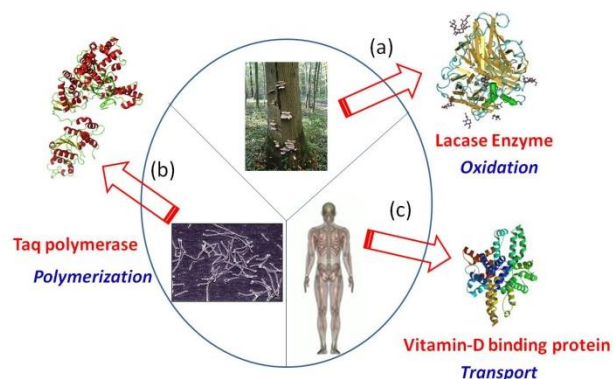 (a)
Lacase Enzyme
Oxidation
(b)
Taq polymerase
Polymerization
(c)
Vitamin-D binding protein
Transport